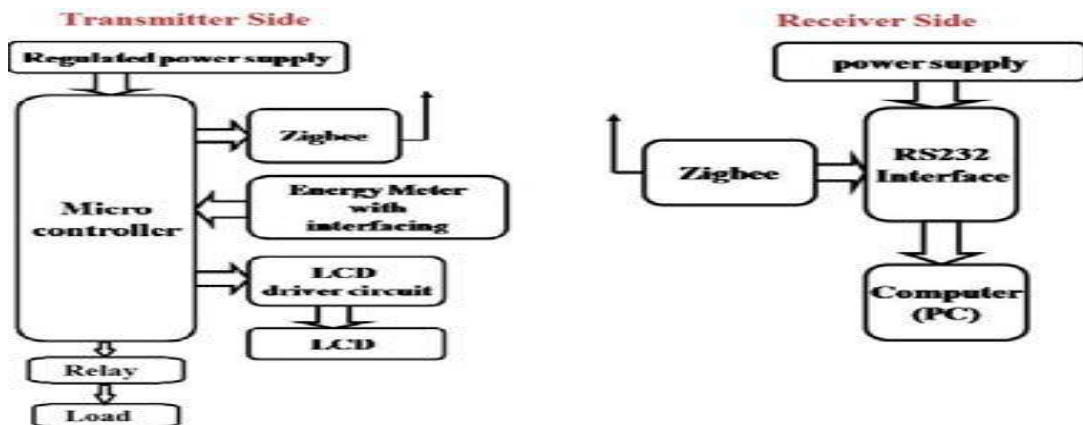 Transmitter Side
Regulated power supply
Zigbee
Energy Meter
with
interfacing
Micro
controller
LCD
driver circuit
LCD
Relay
Load
Receiver Side
power supply
Zigbee
RS232
Interface
Computer
(PC)